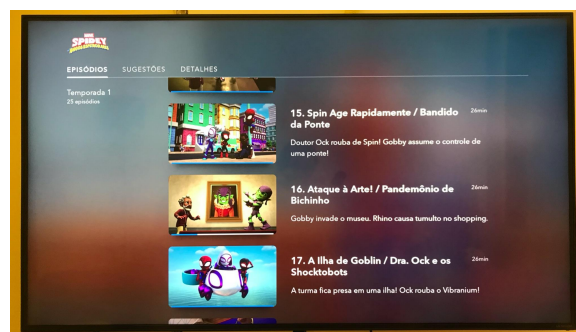 MARVEL
SPIDEY
EPISÓDIOS SUGESTÕES DETALHES
Temporada 1
25 episódios
15. Spin Age Rapidamente / Bandido
da Ponte
26min
Doutor Ock rouba de Spin! Gobby assume o controle de
uma ponte!
16. Ataque à Arte! / Pandemônio de
Bichinho
26min
Gobby invade o museu. Rhino causa tumulto no shopping.
17. A Ilha de Goblin / Dra. Ock e os
Shocktobots
26min
A turma fica presa em uma ilha! Ock rouba o Vibranium!